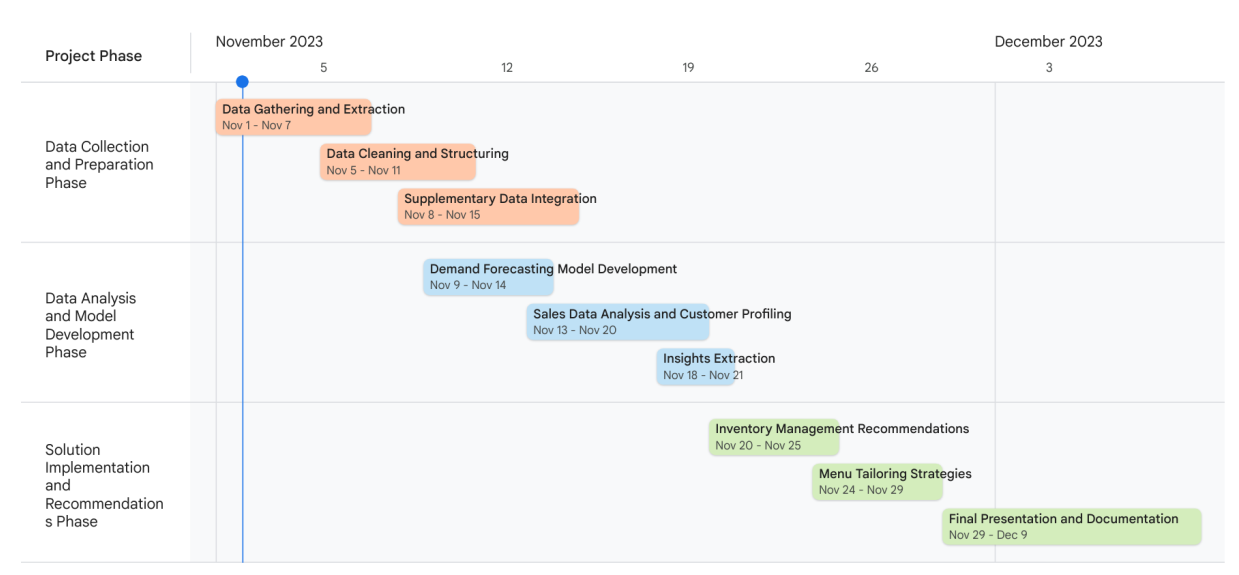 Project Phase
November 2023
December 2023
5
12
19
26
3
Data Collection
and Preparation
Phase
Data Gathering and Extraction
Nov 1 - Nov 7
Data Cleaning and Structuring
Nov 5 - Nov 11
Supplementary Data Integration
Nov 8 - Nov 15
Data Analysis
and Model
Development
Phase
Demand Forecasting Model Development
Nov 9 - Nov 14
Sales Data Analysis and Customer Profiling
Nov 13 - Nov 20
Insights Extraction
Nov 18 - Nov 21
Solution
Implementation
and
Recommendation
s Phase
Inventory Management Recommendations
Nov 20 - Nov 25
Menu Tailoring Strategies
Nov 24 - Nov 29
Final Presentation and Documentation
Nov 29 - Dec 9